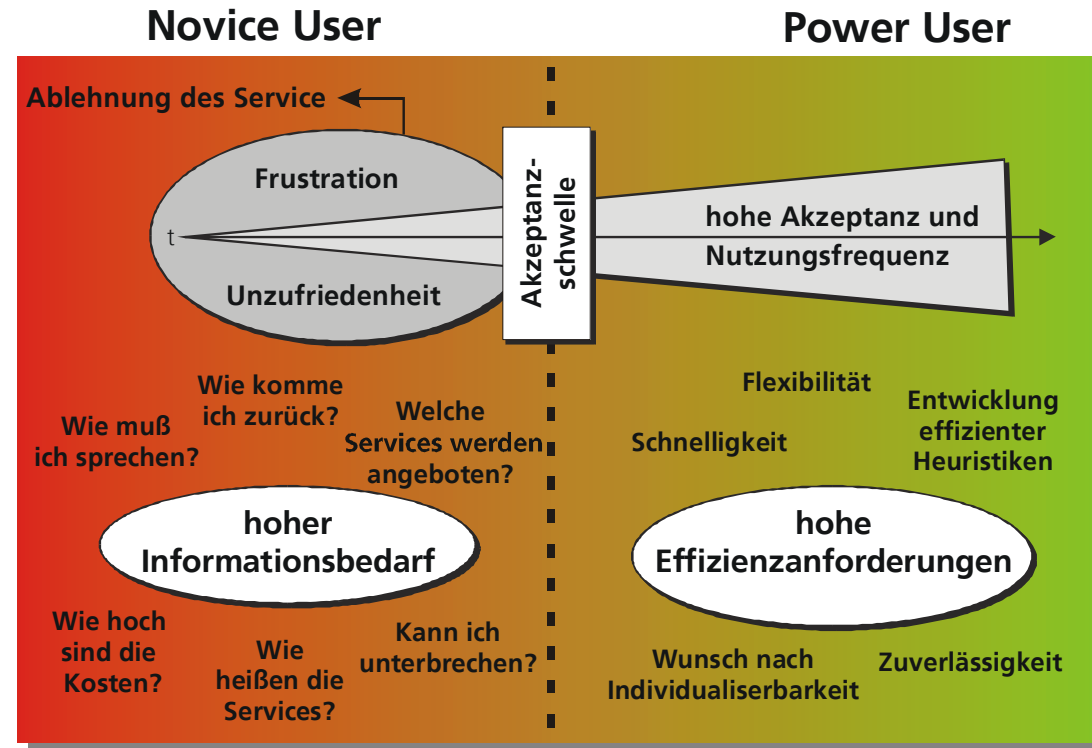 Novice User
Power User
Ablehnung des Service
Frustration
t
Unzufriedenheit
Akzeptanz-
schwelle
hohe Akzeptanz und
Nutzungsfrequenz
Wie komme
ich zurück?
Wie muß
ich sprechen?
Welche
Services werden
angeboten?
hoher
Informationsbedarf
Wie hoch
sind die
Kosten?
Wie
heißen die
Services?
Kann ich
unterbrechen?
Flexibilität
Schnelligkeit
Entwicklung
effizienter
Heuristiken
hohe
Effizienzanforderungen
Wunsch nach
Individualiserbarkeit
Zuverlässigkeit